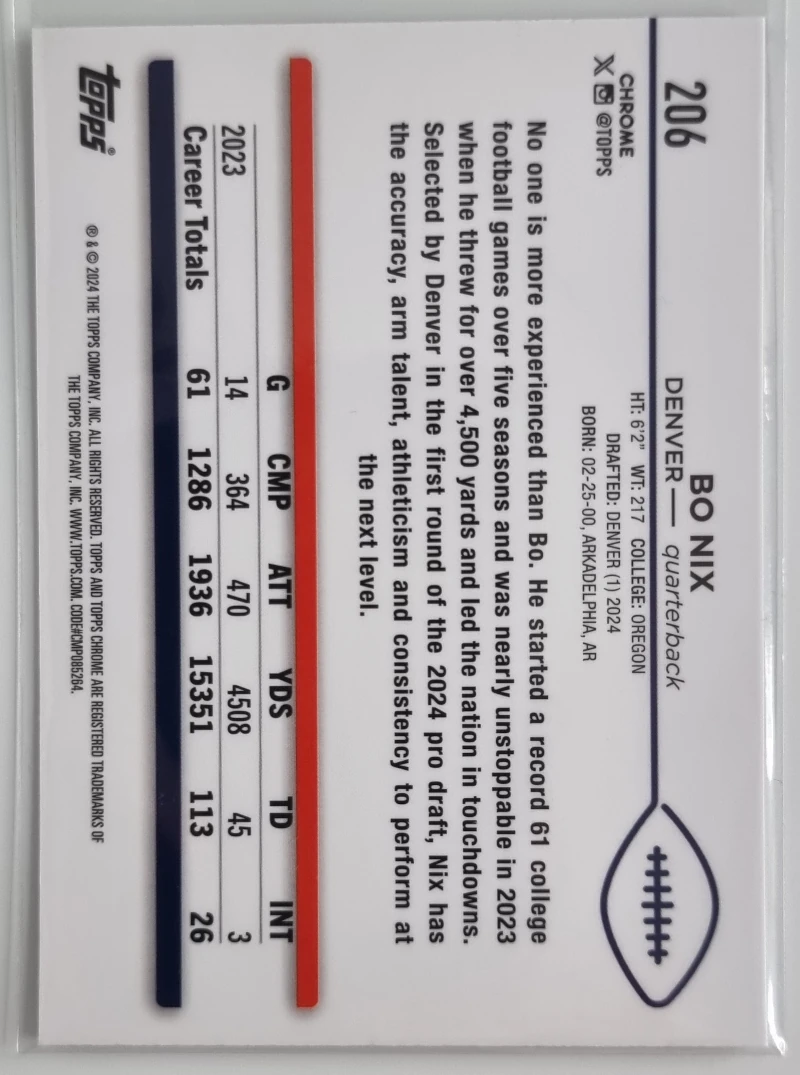 206
CHROME
X @TOPPS
BO NIX
DENVER — quarterback
HT: 6'2" WT: 217 COLLEGE: OREGON
DRAFTED: DENVER (1) 2024
BORN: 02-25-00, ARKADELPHIA, AR
No one is more experienced than Bo. He started a record 61 college
football games over five seasons and was nearly unstoppable in 2023
when he threw for over 4,500 yards and led the nation in touchdowns.
Selected by Denver in the first round of the 2024 pro draft, Nix has
the accuracy, arm talent, athleticism and consistency to perform at
the next level.
G CMP ATT YDS TD INT
2023 14 364 470 4508 45 3
Career Totals 61 1286 1936 15351 113 26
topps®
® & © 2024 THE TOPPS COMPANY, INC. ALL RIGHTS RESERVED. TOPPS AND TOPPS CHROME ARE REGISTERED TRADEMARKS OF
THE TOPPS COMPANY, INC. WWW.TOPPS.COM. CODE#CMP085264.